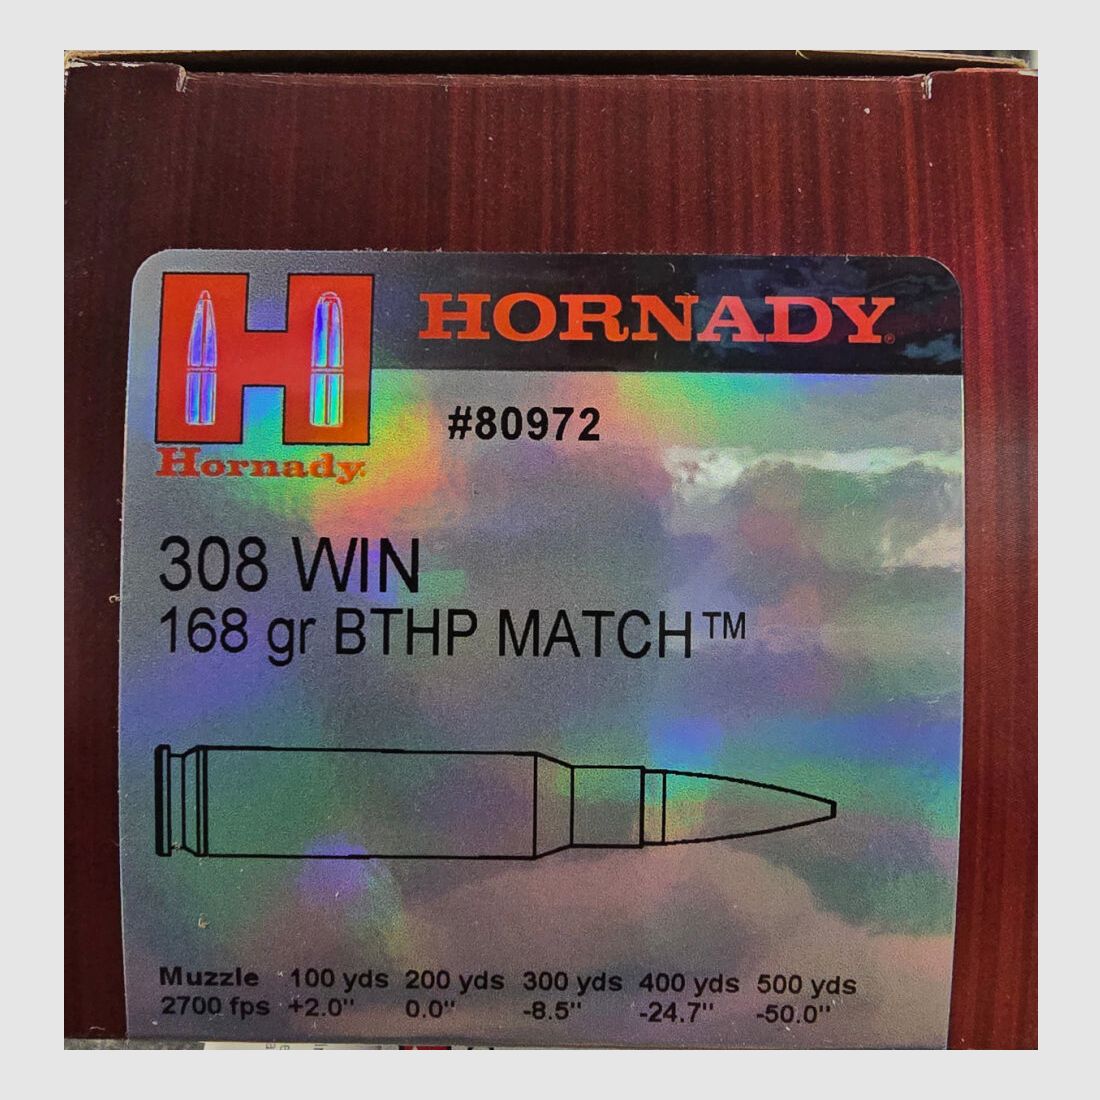 HORNADY®
#80972
Hornady®
308 WIN
168 gr BTHP MATCH™
Muzzle 100 yds 200 yds 300 yds 400 yds 500 yds
2700 fps +2.0" 0.0" -8.5" -24.7" -50.0"